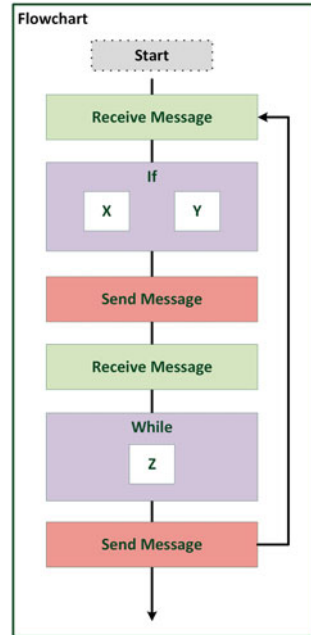 Flowchart
Start
Receive Message
If
X Y
Send Message
Receive Message
While
Z
Send Message